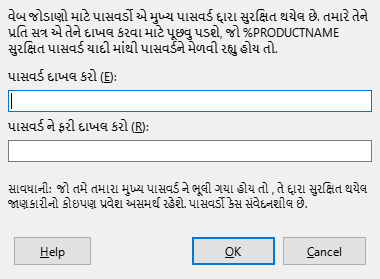 વેબ જોડાણો માટે પાસવર્ડો એ મુખ્ય પાસવર્ડ દ્દારા સુરક્ષિત થયેલ છે. તમારે તેને
પ્રતિ સત્ર એ તેને દાખલ કરવા માટે પૂછવુ પડશે, જો %PRODUCTNAME
સુરક્ષિત પાસવર્ડ યાદી માંથી પાસવર્ડને મેળવી રહ્યુ હોય તો.
પાસવર્ડ દાખલ કરો (E):
પાસવર્ડ ને ફરી દાખલ કરો (R):
સાવધાની: જો તમે તમારા મુખ્ય પાસવર્ડ ને ભૂલી ગયા હોય તો , તે દ્દારા સુરક્ષિત થયેલ
જાણકારીનો કોઇપણ પ્રવેશ અસમર્થ રહેશે. પાસવર્ડો કેસ સંવેદનશીલ છે.
Help OK Cancel